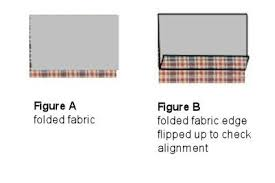 Figure A
folded fabric
Figure B
folded fabric edge
flipped up to check
alignment